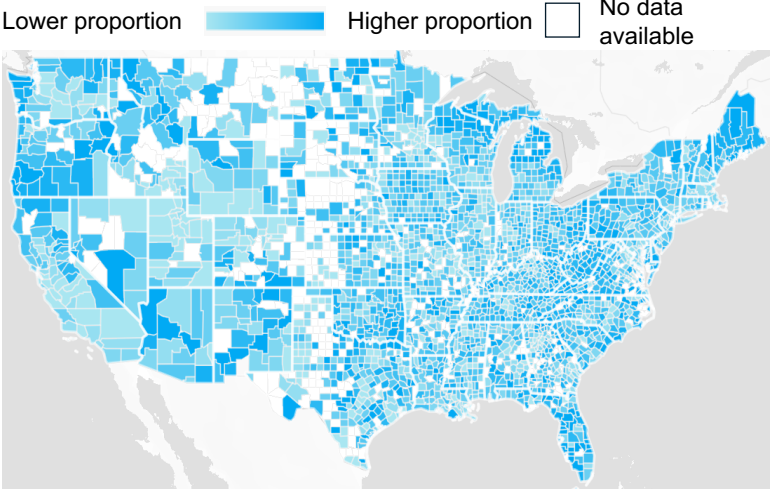 Lower proportion
Higher proportion
No data
available